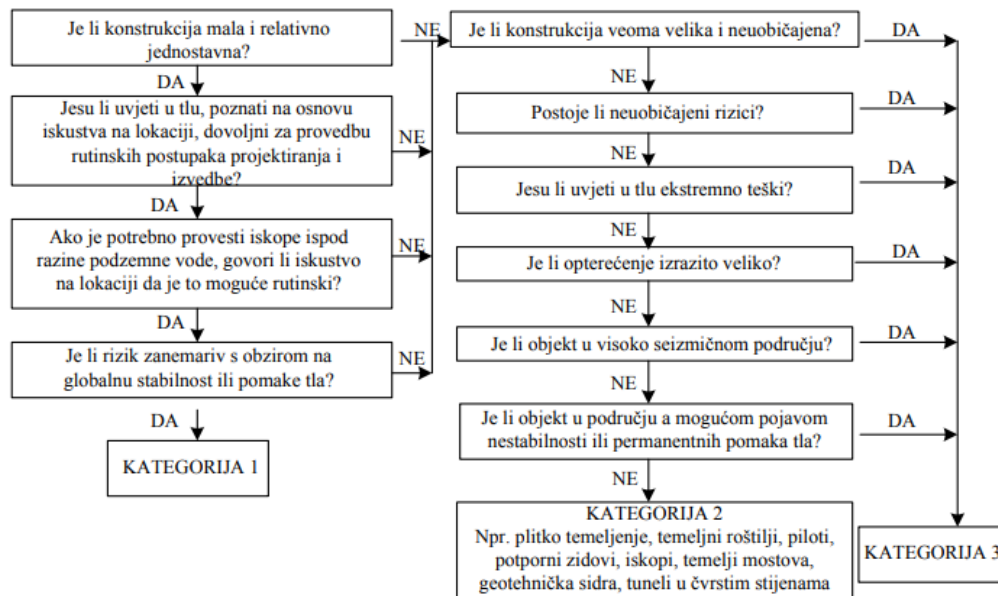 Je li konstrukcija mala i relativno
jednostavna?
NE
DA
Jesu li uvjeti u tlu, poznati na osnovu
iskustva na lokaciji, dovoljni za provedbu
rutinskih postupaka projektiranja i
izvedbe?
NE
DA
Ako je potrebno provesti iskope ispod
razine podzemne vode, govori li iskustvo
na lokaciji da je to moguće rutinski?
NE
DA
Je li rizik zanemariv s obzirom na
globalnu stabilnost ili pomake tla?
NE
DA
KATEGORIJA 1
Je li konstrukcija veoma velika i neuobičajena?
DA
NE
Postoje li neuobičajeni rizici?
DA
NE
Jesu li uvjeti u tlu ekstremno teški?
DA
NE
Je li opterećenje izrazito veliko?
DA
NE
Je li objekt u visoko seizmičnom području?
DA
NE
Je li objekt u području a mogućom pojavom
nestabilnosti ili permanentnih pomaka tla?
DA
NE
KATEGORIJA 2
Npr. plitko temeljenje, temeljni roštilji, piloti,
potporni zidovi, iskopi, temelji mostova,
geotehnička sidra, tuneli u čvrstim stijenama
KATEGORIJA 3